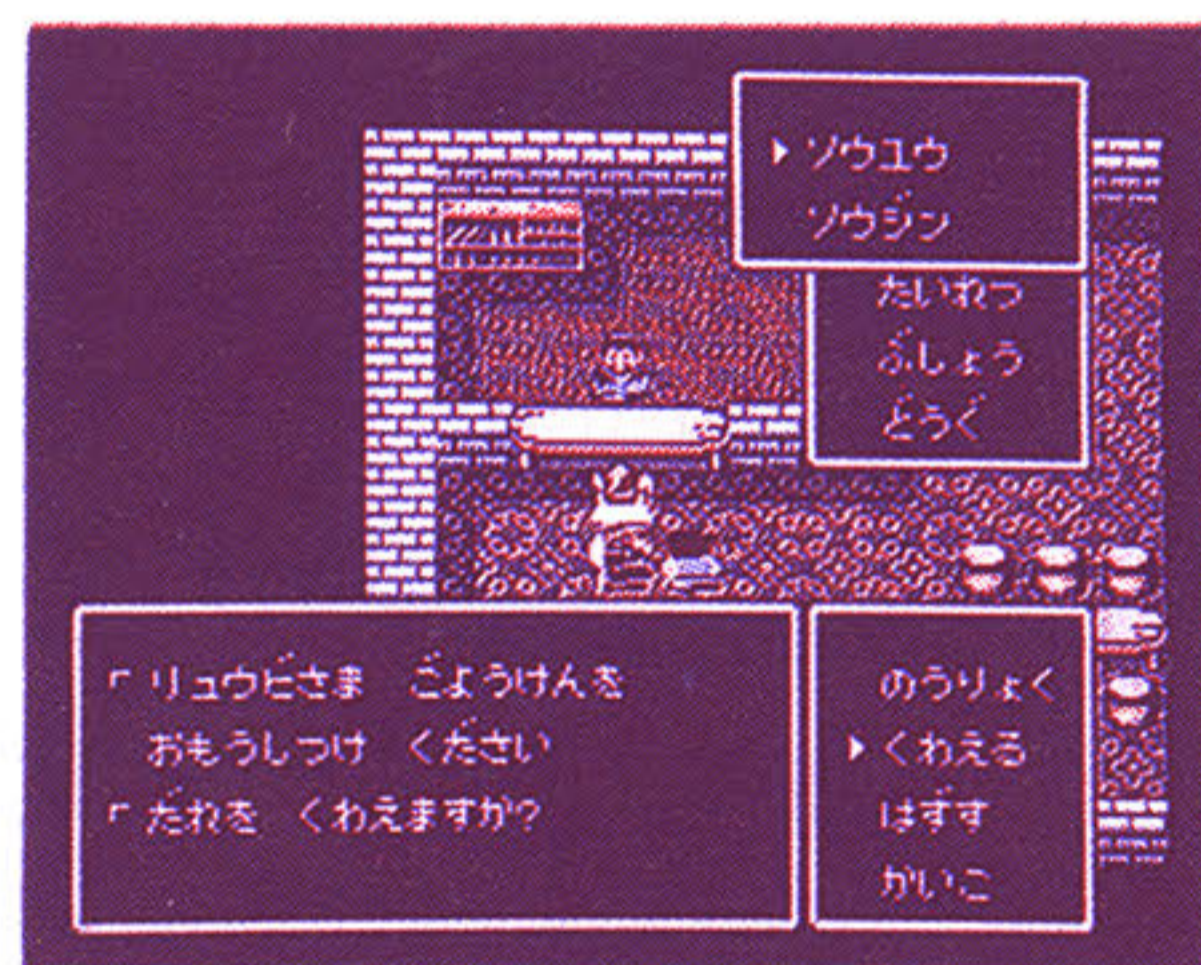 ▶ソウユウ
ソウジン
たいれつ
ぶしょう
どうぐ
「リュウビさま ごようけんを
おもうしつけ ください
「だれを くわえますか?
のうりょく
▶くわえる
はずす
かいこ